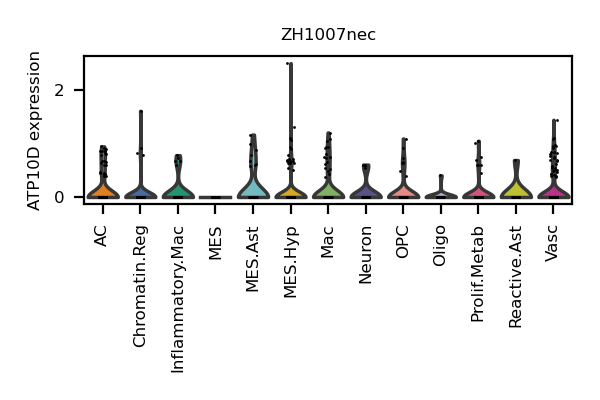 ZH1007nec
ATP10D expression
2
0
AC
Chromatin.Reg
Inflammatory.Mac
MES
MES.Ast
MES.Hyp
Mac
Neuron
OPC
Oligo
Prolif.Metab
Reactive.Ast
Vasc